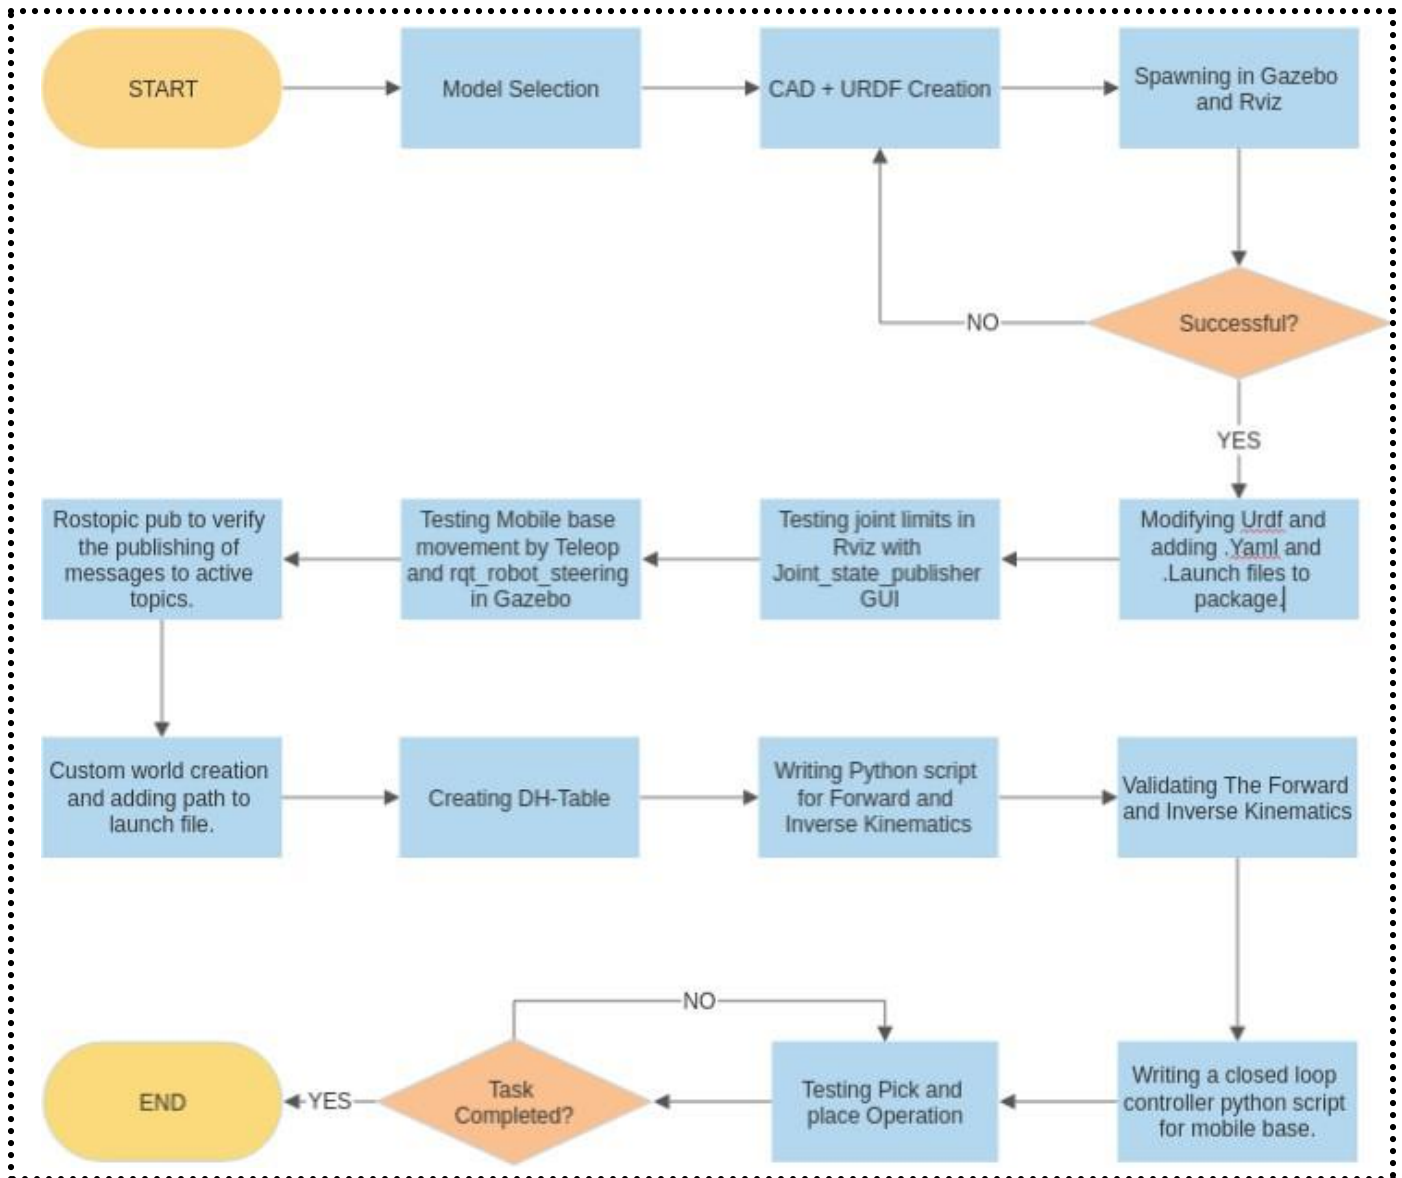 START
Model Selection
CAD + URDF Creation
Spawning in Gazebo
and Rviz
Successful?
NO
YES
Modifying Urdf and
adding .Yaml and
.Launch files to
package.
Testing joint limits in
Rviz with
Joint_state_publisher
GUI
Testing Mobile base
movement by Teleop
and rqt_robot_steering
in Gazebo
Rostopic pub to verify
the publishing of
messages to active
topics.
Custom world creation
and adding path to
launch file.
Creating DH-Table
Writing Python script
for Forward and
Inverse Kinematics
Validating The Forward
and Inverse Kinematics
Writing a closed loop
controller python script
for mobile base.
Testing Pick and
place Operation
Task
Completed?
NO
YES
END